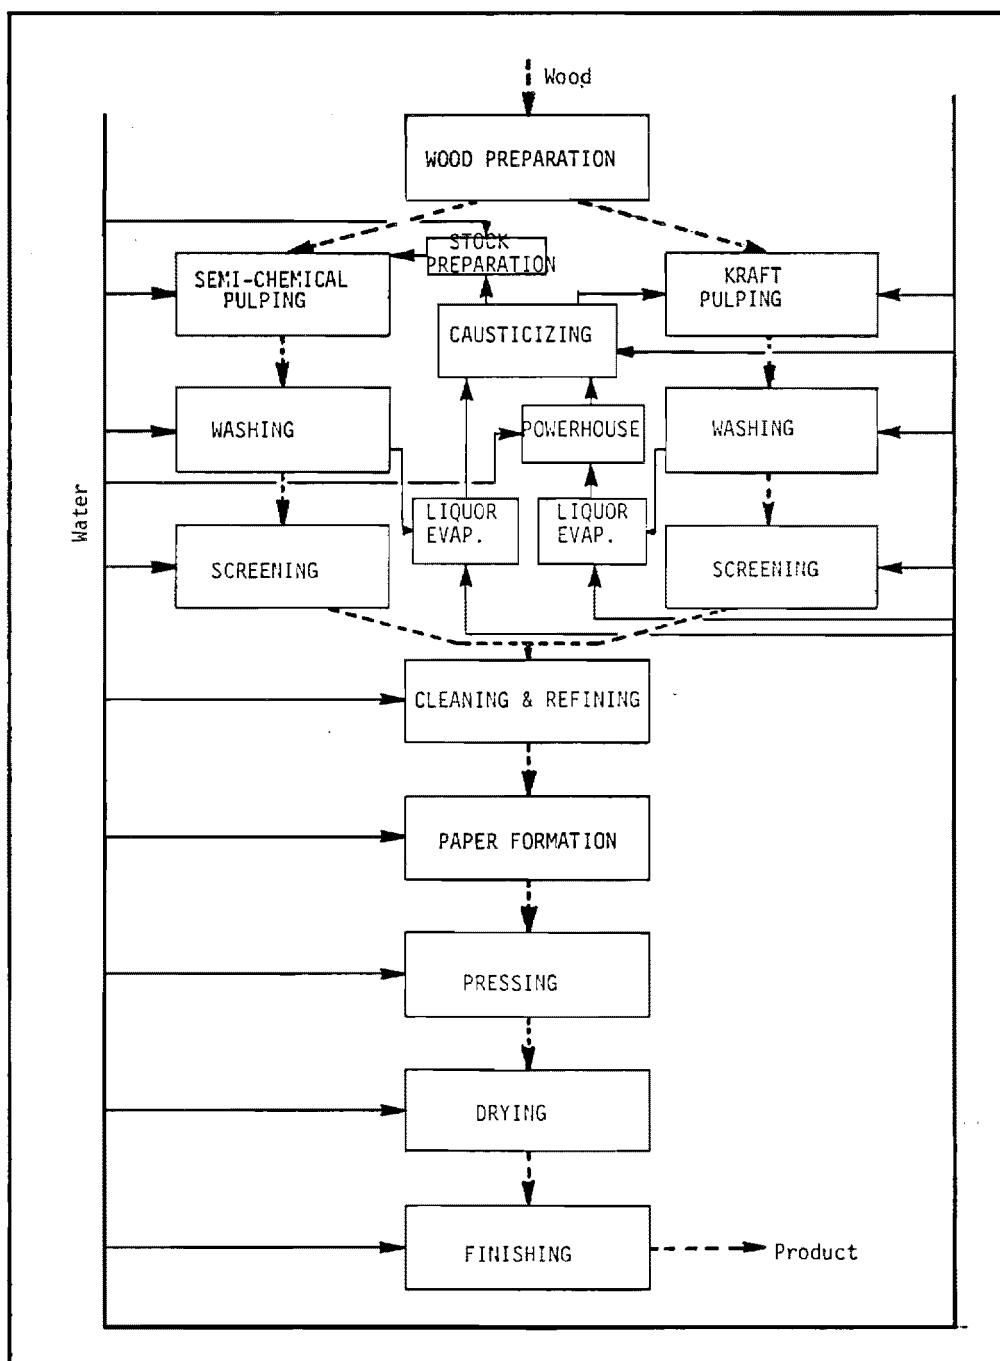 Wood
WOOD PREPARATION
STOCK
PREPARATION
SEMI-CHEMICAL
PULPING
KRAFT
PULPING
CAUSTICIZING
WASHING
POWERHOUSE
WASHING
Water
LIQUOR
EVAP.
LIQUOR
EVAP.
SCREENING
SCREENING
CLEANING & REFINING
PAPER FORMATION
PRESSING
DRYING
FINISHING
Product